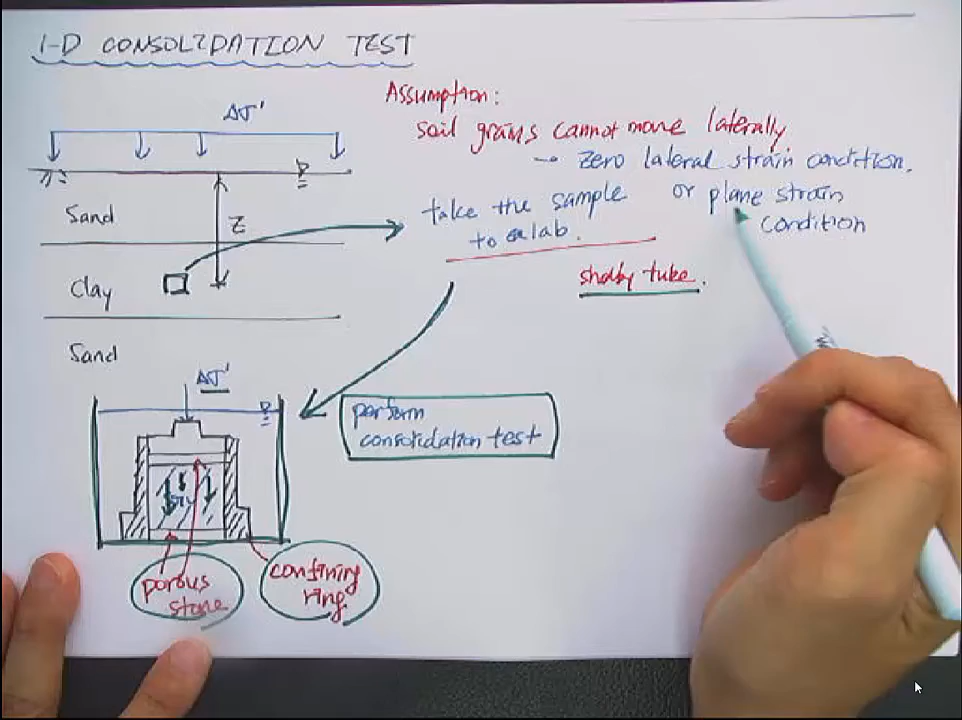 1-D CONSOLIDATION TEST
Assumption:
soil grains cannot move laterally
→ zero lateral strain condition.
or plane strain
condition
Δσ'
Sand
z
Clay
Sand
take the sample
to a lab.
shelby tube.
Δσ'
perform
consolidation test
porous
stone
confining
ring